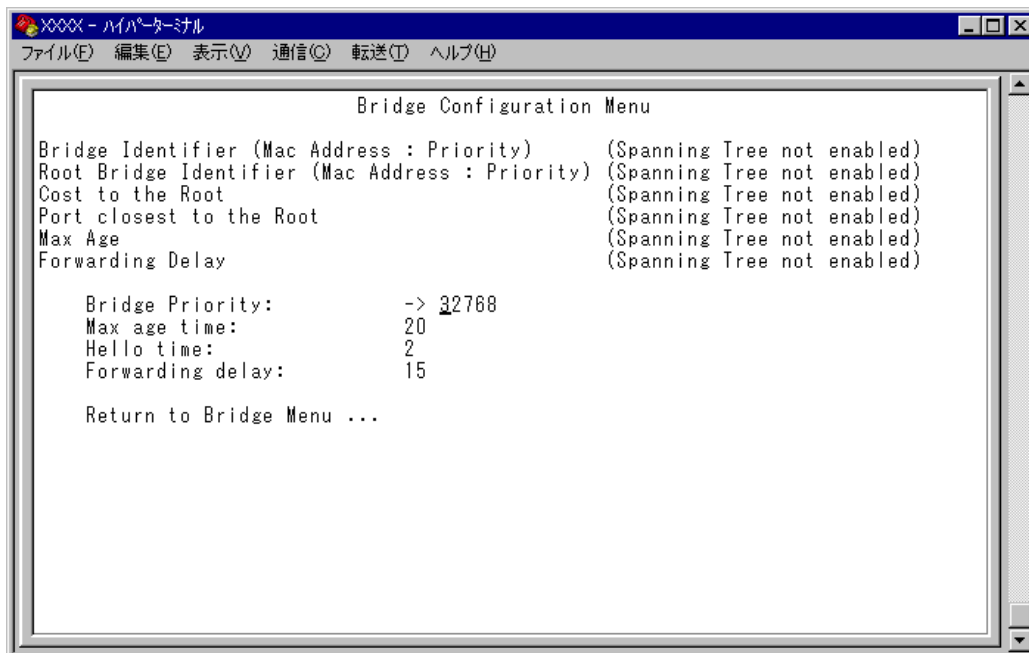 XXXX - ハイパーターミナル
ファイル(F) 編集(E) 表示(V) 通信(C) 転送(T) ヘルプ(H)
Bridge Configuration Menu
Bridge Identifier (Mac Address : Priority) (Spanning Tree not enabled)
Root Bridge Identifier (Mac Address : Priority) (Spanning Tree not enabled)
Cost to the Root (Spanning Tree not enabled)
Port closest to the Root (Spanning Tree not enabled)
Max Age (Spanning Tree not enabled)
Forwarding Delay (Spanning Tree not enabled)
Bridge Priority: -> 32768
Max age time: 20
Hello time: 2
Forwarding delay: 15
Return to Bridge Menu ...